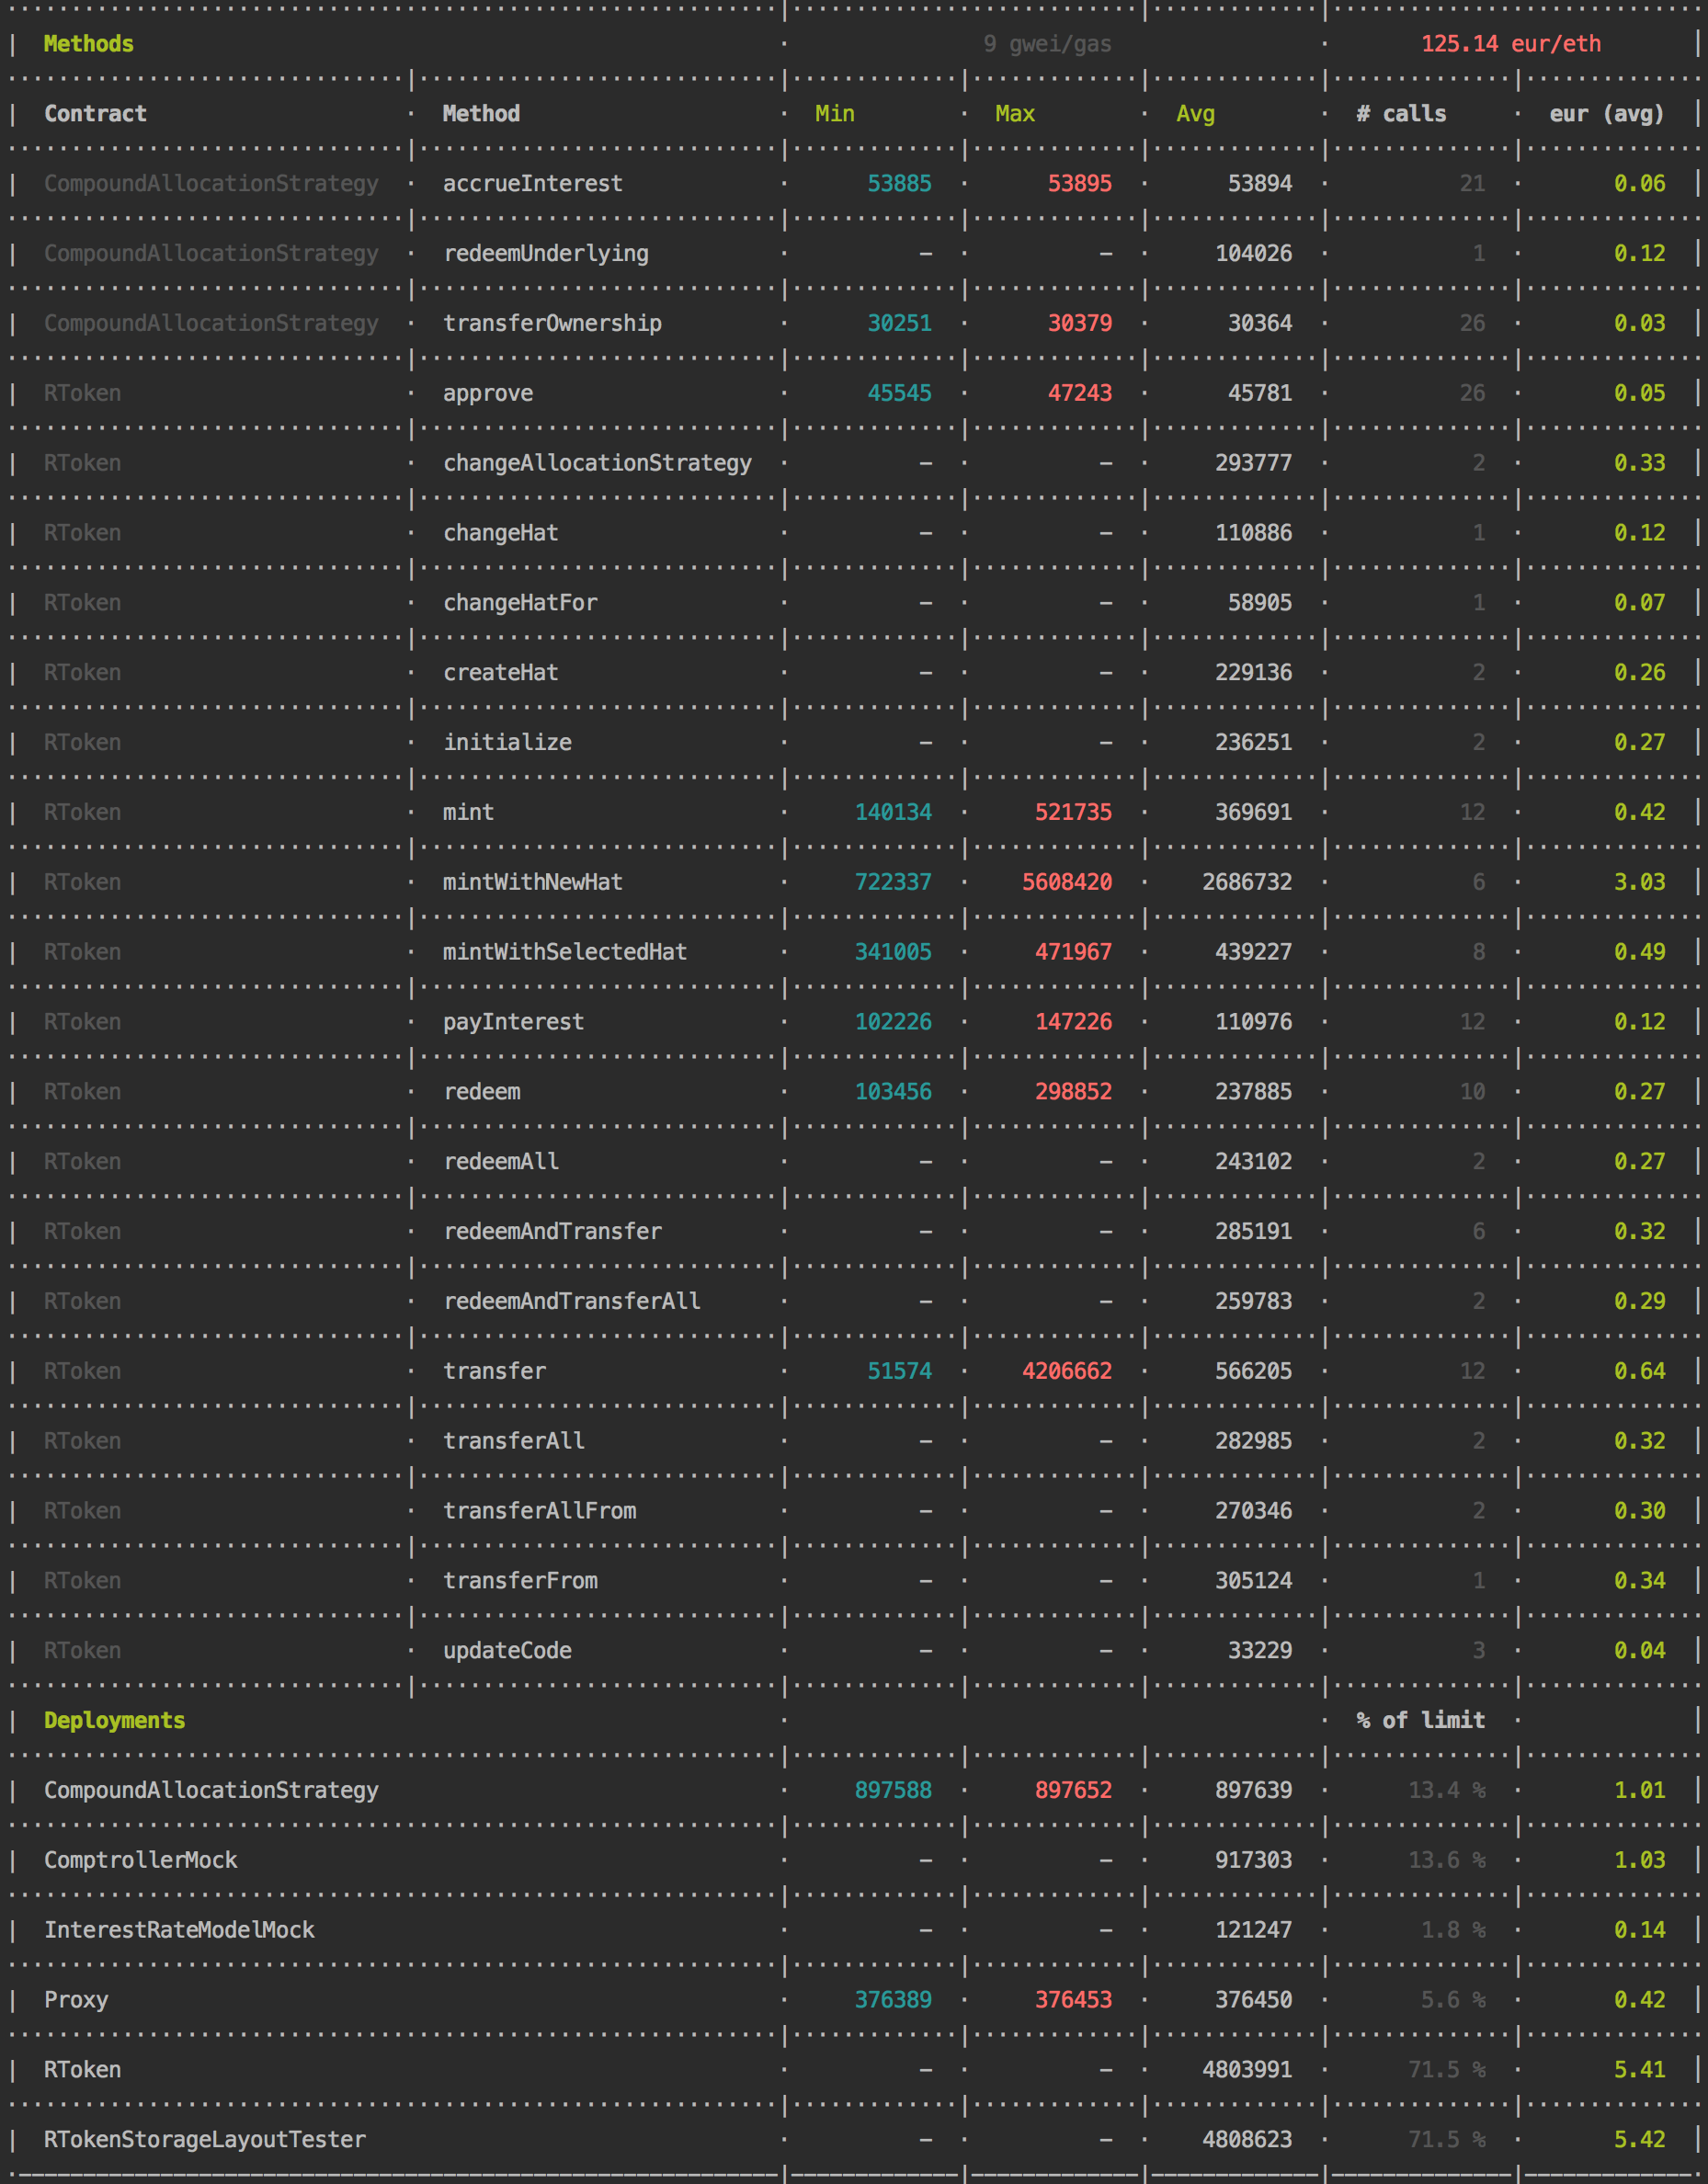 Methods 9 gwei/gas 125.14 eur/eth
Contract Method Min Max Avg # calls eur (avg)
CompoundAllocationStrategy accrueInterest 53885 53895 53894 21 0.06
CompoundAllocationStrategy redeemUnderlying - - 104026 1 0.12
CompoundAllocationStrategy transferOwnership 30251 30379 30364 26 0.03
RToken approve 45545 47243 45781 26 0.05
RToken changeAllocationStrategy - - 293777 2 0.33
RToken changeHat - - 110886 1 0.12
RToken changeHatFor - - 58905 1 0.07
RToken createHat - - 229136 2 0.26
RToken initialize - - 236251 2 0.27
RToken mint 140134 521735 369691 12 0.42
RToken mintWithNewHat 722337 5608420 2686732 6 3.03
RToken mintWithSelectedHat 341005 471967 439227 8 0.49
RToken payInterest 102226 147226 110976 12 0.12
RToken redeem 103456 298852 237885 10 0.27
RToken redeemAll - - 243102 2 0.27
RToken redeemAndTransfer - - 285191 6 0.32
RToken redeemAndTransferAll - - 259783 2 0.29
RToken transfer 51574 4206662 566205 12 0.64
RToken transferAll - - 282985 2 0.32
RToken transferAllFrom - - 270346 2 0.30
RToken transferFrom - - 305124 1 0.34
RToken updateCode - - 33229 3 0.04
Deployments % of limit
CompoundAllocationStrategy 897588 897652 897639 13.4 % 1.01
ComptrollerMock - - 917303 13.6 % 1.03
InterestRateModelMock - - 121247 1.8 % 0.14
Proxy 376389 376453 376450 5.6 % 0.42
RToken - - 4803991 71.5 % 5.41
RTokenStorageLayoutTester - - 4808623 71.5 % 5.42